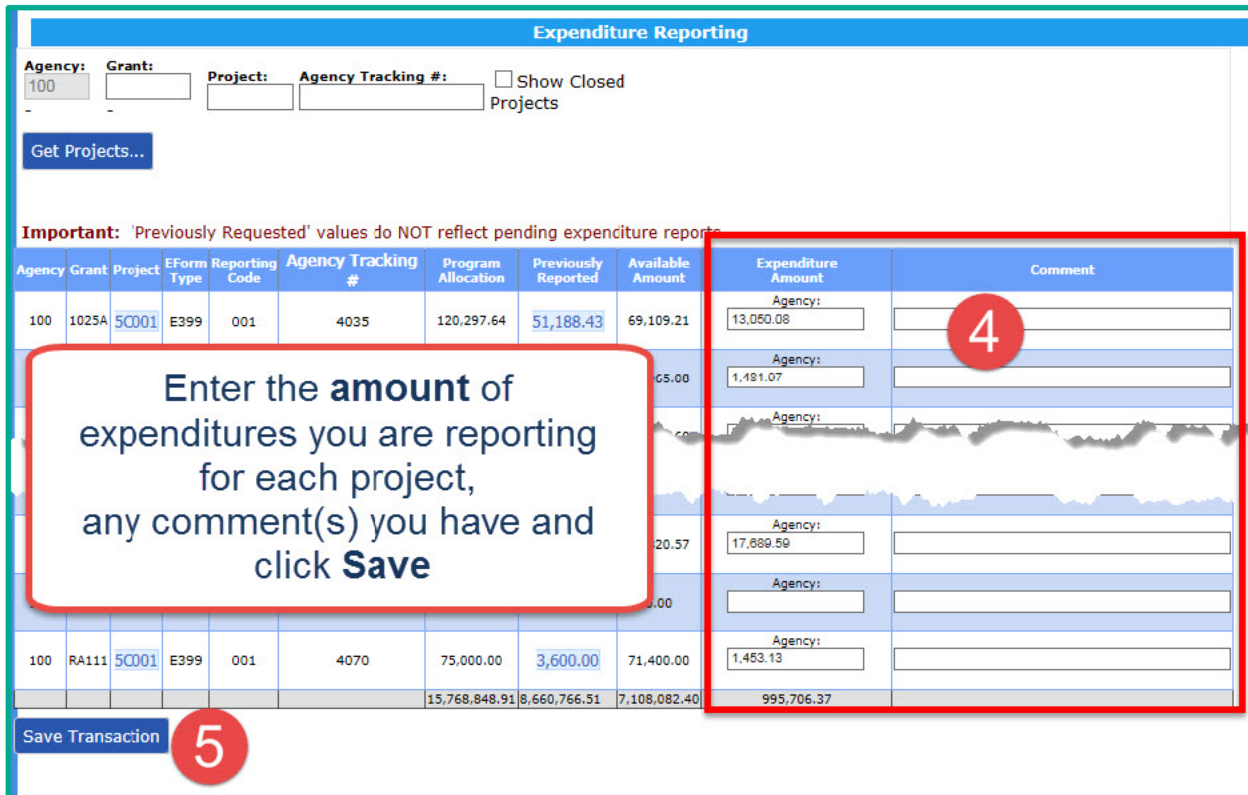 Expenditure Reporting
Agency: Grant: Project: Agency Tracking #: Show Closed Projects
100
- -
Get Projects...
Important: 'Previously Requested' values do NOT reflect pending expenditure reports
Agency Grant Project EForm Type Reporting Code Agency Tracking # Program Allocation Previously Reported Available Amount Expenditure Amount Comment
Agency:
100 1025A 5C001 E399 001 4035 120,297.64 51,188.43 69,109.21 13,050.08
4
Agency:
1,491.07
Agency:
Enter the amount of
expenditures you are reporting
for each project,
any comment(s) you have and
click Save
Agency:
320.57 17,689.59
Agency:
.00
Agency:
100 RA111 5C001 E399 001 4070 75,000.00 3,600.00 71,400.00 1,453.13
15,768,848.91 8,660,766.51 7,108,082.40 995,706.37
Save Transaction
5